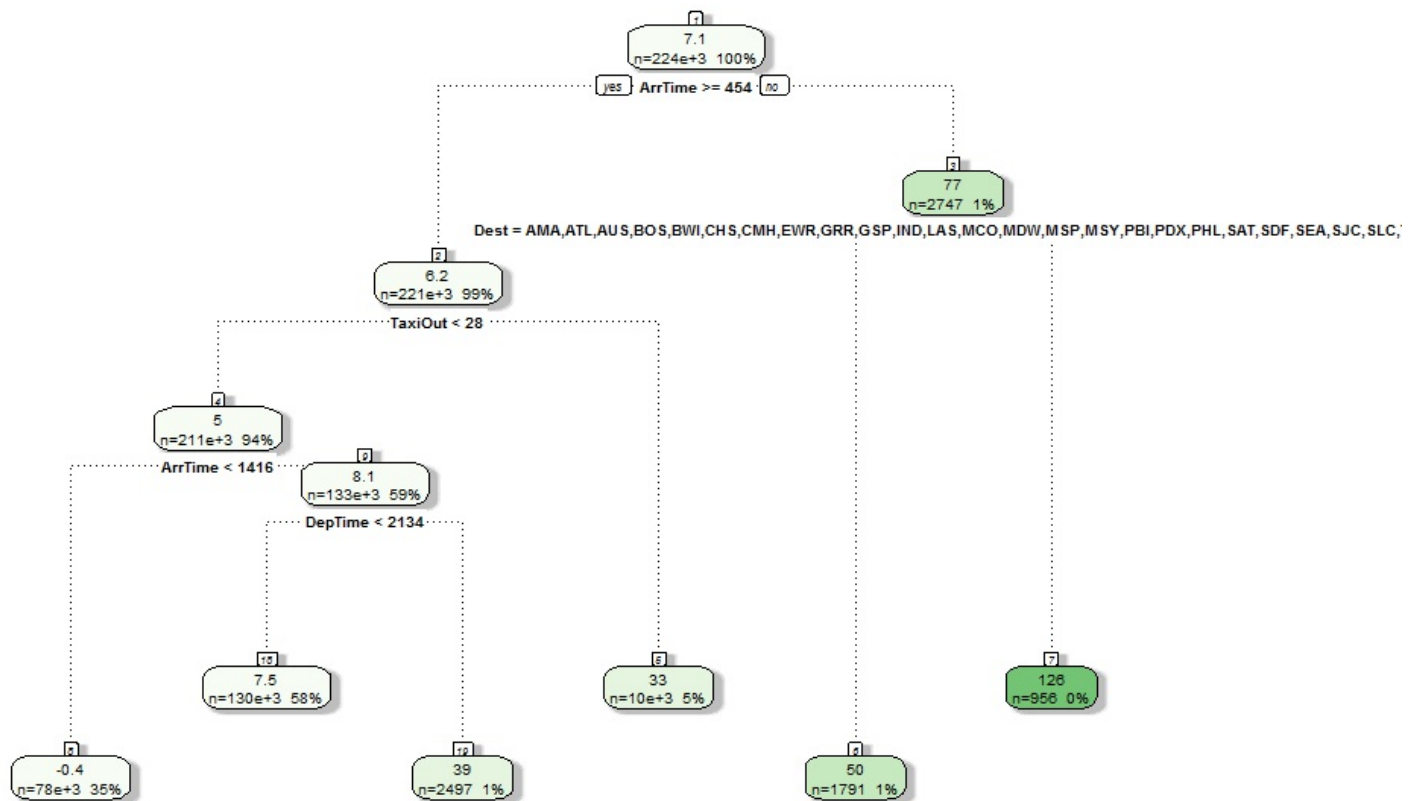 1
7.1
n=224e+3 100%
yes ArrTime >= 454 no
3
77
n=2747 1%
Dest = AMA,ATL,AUS,BOS,BWI,CHS,CMH,EWR,GRR,GSP,IND,LAS,MCO,MDW,MSP,MSY,PBI,PDX,PHL,SAT,SDF,SEA,SJC,SLC,
2
6.2
n=221e+3 99%
TaxiOut < 28
4
5
n=211e+3 94%
ArrTime < 1416
9
8.1
n=133e+3 59%
DepTime < 2134
18
7.5
n=130e+3 58%
5
33
n=10e+3 5%
7
126
n=956 0%
8
-0.4
n=78e+3 35%
19
39
n=2497 1%
6
50
n=1791 1%